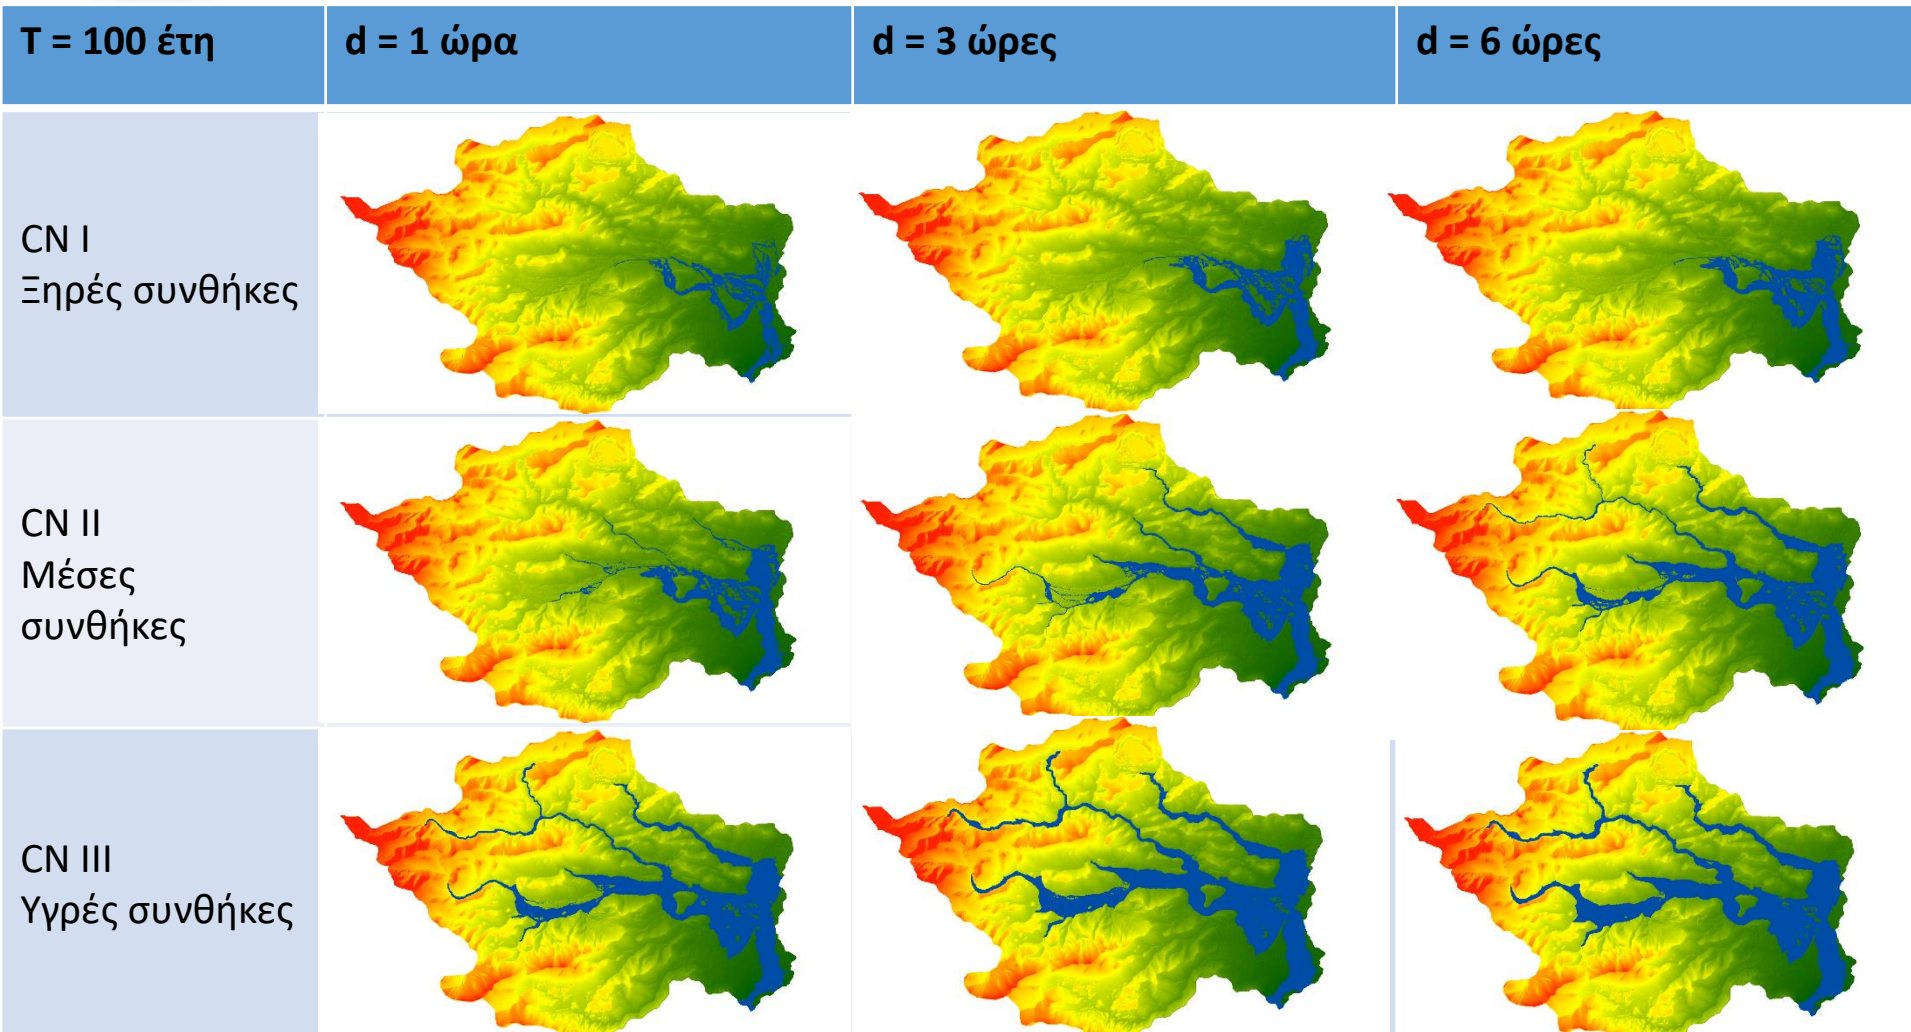 T = 100 έτη
d = 1 ώρα
d = 3 ώρες
d = 6 ώρες
CN I
Ξηρές συνθήκες
CN II
Μέσες
συνθήκες
CN III
Υγρές συνθήκες